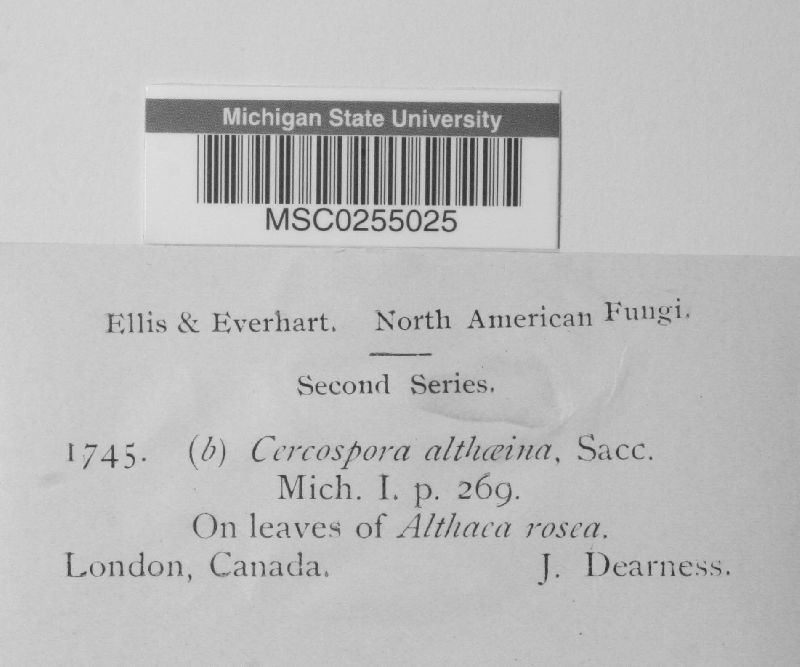 Michigan State University
MSC0255025
Ellis & Everhart. North American Fungi.
Second Series.
1745. (b) Cercospora althæina, Sacc.
Mich. I. p. 269.
On leaves of Althaea rosea.
London, Canada. J. Dearness.